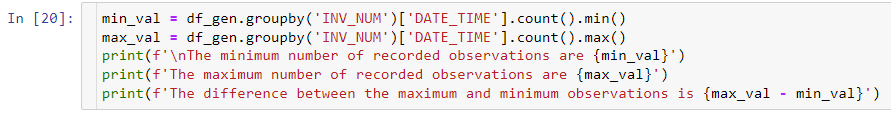 In [20]: min_val = df_gen.groupby('INV_NUM')['DATE_TIME'].count().min()
max_val = df_gen.groupby('INV_NUM')['DATE_TIME'].count().max()
print(f'\nThe minimum number of recorded observations are {min_val}')
print(f'The maximum number of recorded observations are {max_val}')
print(f'The difference between the maximum and minimum observations is {max_val - min_val}')